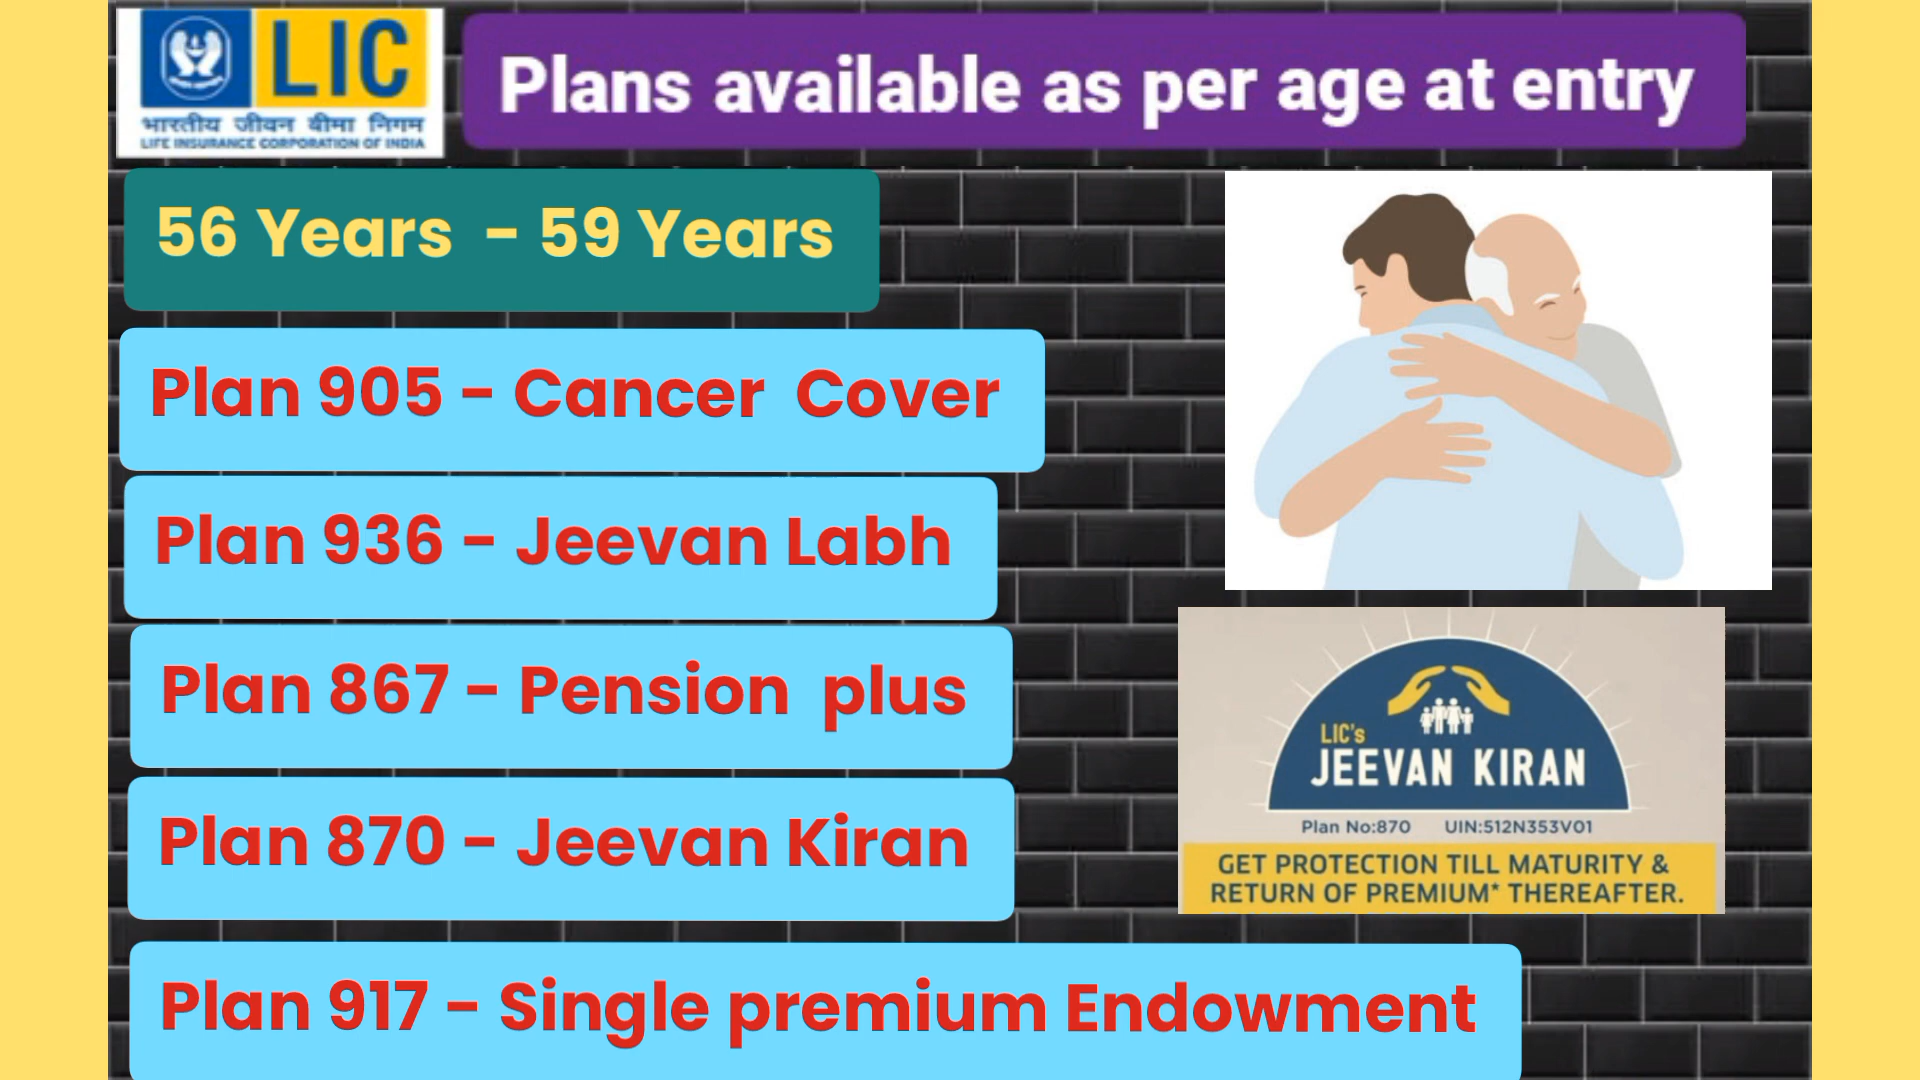 LIC
भारतीय जीवन बीमा निगम
LIFE INSURANCE CORPORATION OF INDIA
Plans available as per age at entry
56 Years - 59 Years
Plan 905 - Cancer Cover
Plan 936 - Jeevan Labh
Plan 867 - Pension plus
Plan 870 - Jeevan Kiran
Plan 917 - Single premium Endowment
LIC's
JEEVAN KIRAN
Plan No:870 UIN:512N353V01
GET PROTECTION TILL MATURITY &
RETURN OF PREMIUM* THEREAFTER.